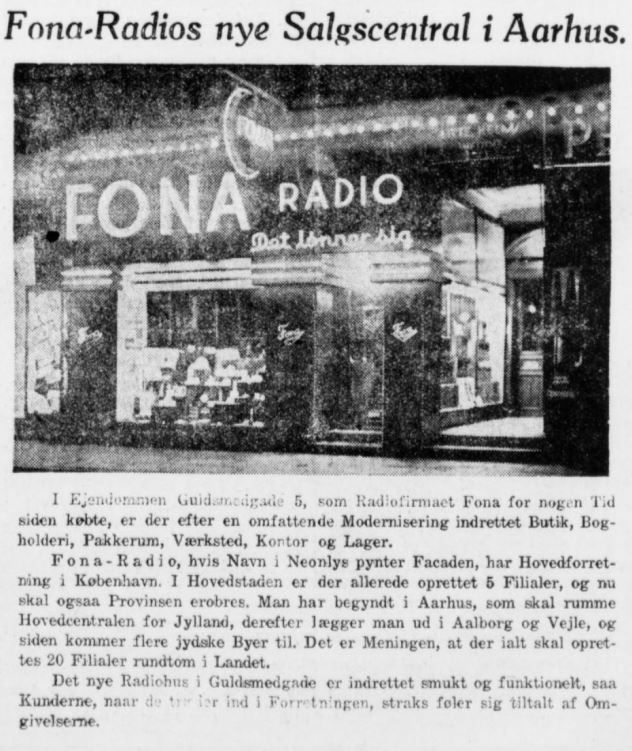 Fona-Radios nye Salgscentral i Aarhus.
FONA
FONA RADIO
Det lønner sig
Fona
Fona
Fona
I Ejendommen Guldsmedgade 5, som Radiofirmaet Fona for nogen Tid
siden købte, er der efter en omfattende Modernisering indrettet Butik, Bog-
holderi, Pakkerum, Værksted, Kontor og Lager.
Fona-Radio, hvis Navn i Neonlys pynter Facaden, har Hovedforret-
ning i København. I Hovedstaden er der allerede oprettet 5 Filialer, og nu
skal ogsaa Provinsen erobres. Man har begyndt i Aarhus, som skal rumme
Hovedcentralen for Jylland, derefter lægger man ud i Aalborg og Vejle, og
siden kommer flere jydske Byer til. Det er Meningen, at der ialt skal opret-
tes 20 Filialer rundtom i Landet.
Det nye Radiohus i Guldsmedgade er indrettet smukt og funktionelt, saa
Kunderne, naar de træder ind i Forretningen, straks føler sig tiltalt af Om-
givelserne.